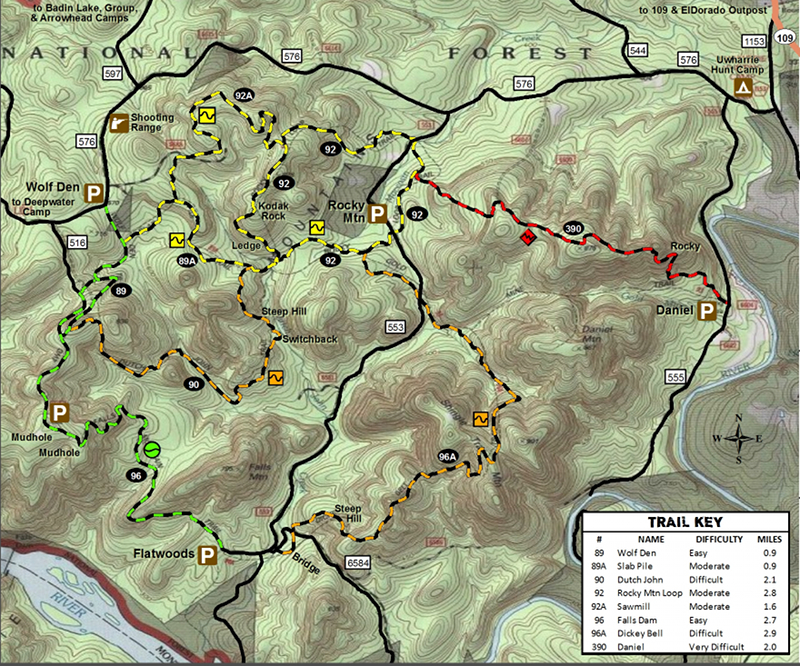 to Badin Lake, Group,
& Arrowhead Camps
to 109 & ElDorado Outpost
109
1153
NATIONAL FOREST
576
544
576
597
576
Uwharrie
Hunt Camp
92A
Shooting
Range
576
92
Wolf Den P
to Deepwater
Camp
92
Kodak
Rock
Rocky
Mtn P
92
390
516
Ledge
89A
92
Rocky
89
Steep Hill
Daniel P
553
Switchback
Daniel
Mtn
RIVER
90
555
P
Mudhole
Mudhole
N
W E
S
96
96A
Falls
Mtn
Steep
Hill
Flatwoods P
Bridge
6584
RIVER
TRAIL KEY
# NAME DIFFICULTY MILES
89 Wolf Den Easy 0.9
89A Slab Pile Moderate 0.9
90 Dutch John Difficult 2.1
92 Rocky Mtn Loop Moderate 2.8
92A Sawmill Moderate 1.6
96 Falls Dam Easy 2.7
96A Dickey Bell Difficult 2.9
390 Daniel Very Difficult 2.0